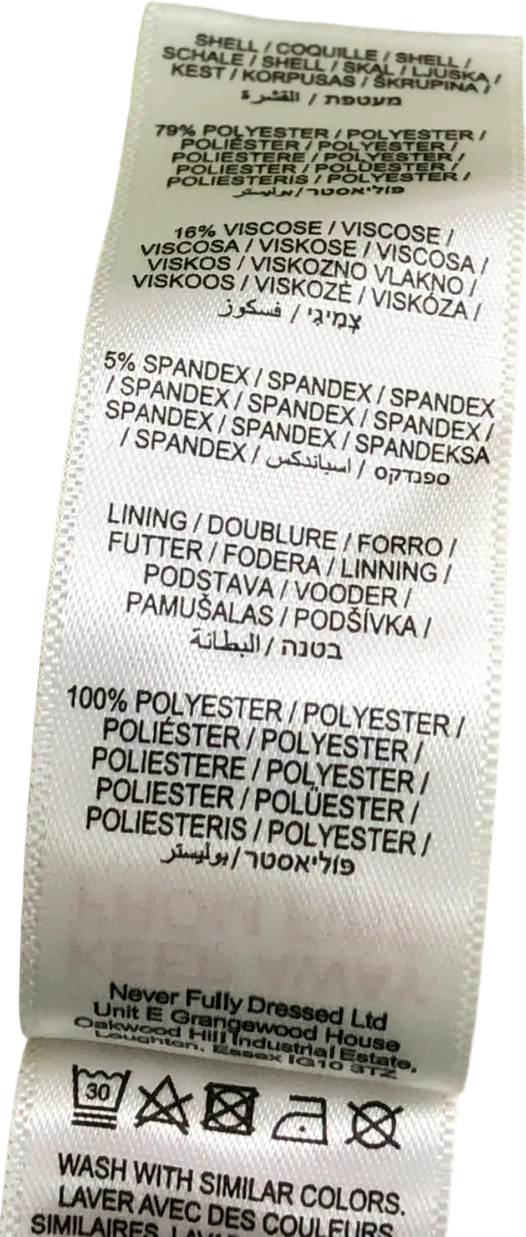 SHELL / COQUILLE / SHELL /
SCHALE / SHELL / SKAL / LJUSKA /
KEST / KORPUSAS / ŠKRUPINA /
מעטפת / القشرة
79% POLYESTER / POLYESTER /
POLIÉSTER / POLYESTER /
POLIESTERE / POLYESTER /
POLIESTER / POLÜESTER /
POLIESTERIS / POLYESTER /
פוליאסטר / بوليستر
16% VISCOSE / VISCOSE /
VISCOSA / VISKOSE / VISCOSA /
VISKOS / VISKOZNO VLAKNO /
VISKOOS / VISKOZĖ / VISKÓZA /
צמיגי / فسكوز
5% SPANDEX / SPANDEX / SPANDEX
/ SPANDEX / SPANDEX / SPANDEX /
SPANDEX / SPANDEX / SPANDEKSA
/ SPANDEX / اسباندكس / ספנדקס
LINING / DOUBLURE / FORRO /
FUTTER / FODERA / LINNING /
PODSTAVA / VOODER /
PAMUŠALAS / PODŠÍVKA /
בטנה / البطانة
100% POLYESTER / POLYESTER /
POLIÉSTER / POLYESTER /
POLIESTERE / POLYESTER /
POLIESTER / POLÜESTER /
POLIESTERIS / POLYESTER /
פוליאסטר / بوليستر
KEEP AWAY
FROM
Never Fully Dressed Ltd
Unit E Grangewood House
Oakwood Hill Industrial Estate,
Loughton, Essex IG10 3TZ
30
WASH WITH SIMILAR COLORS.
LAVER AVEC DES COULEURS
SIMILAIRES.